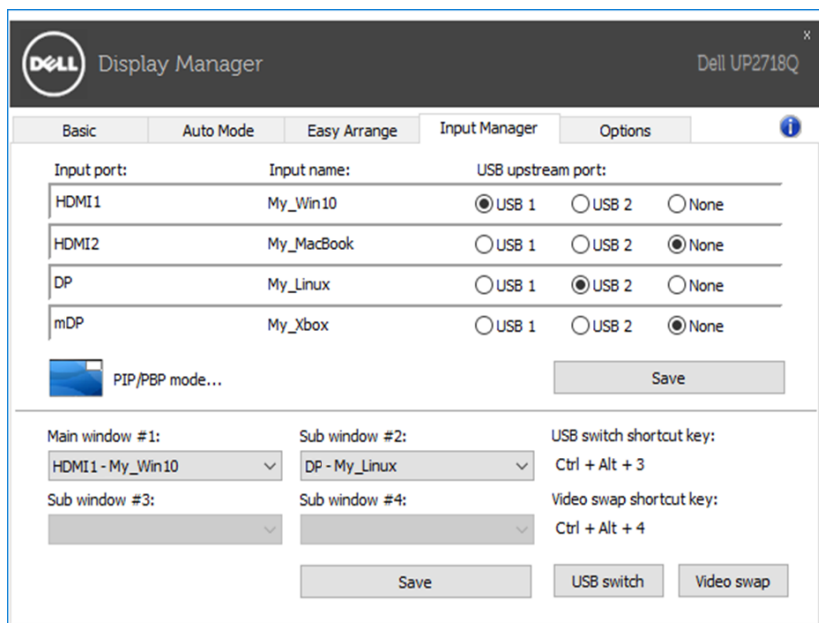 x
DELL Display Manager Dell UP2718Q
Basic Auto Mode Easy Arrange Input Manager Options i
Input port: Input name: USB upstream port:
HDMI1 My_Win10 USB 1 USB 2 None
HDMI2 My_MacBook USB 1 USB 2 None
DP My_Linux USB 1 USB 2 None
mDP My_Xbox USB 1 USB 2 None
PIP/PBP mode... Save
Main window #1: Sub window #2: USB switch shortcut key:
HDMI1 - My_Win10 DP - My_Linux Ctrl + Alt + 3
Sub window #3: Sub window #4: Video swap shortcut key:
Ctrl + Alt + 4
Save USB switch Video swap